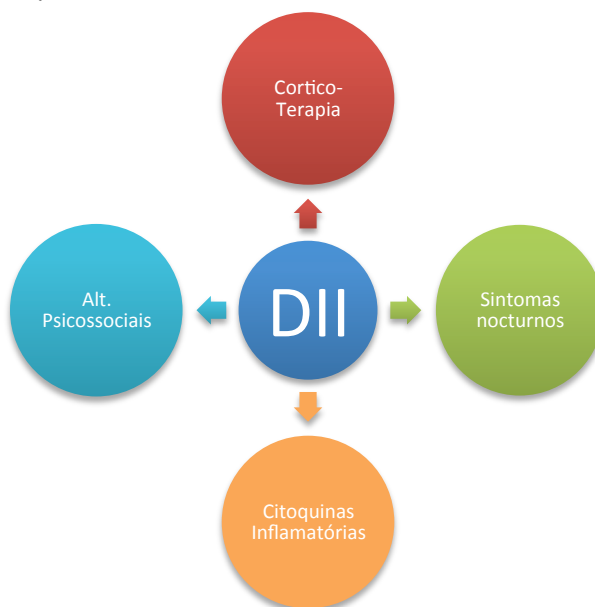 Cortico-
Terapia
Alt.
Psicossociais
DII
Sintomas
nocturnos
Citoquinas
Inflamatórias